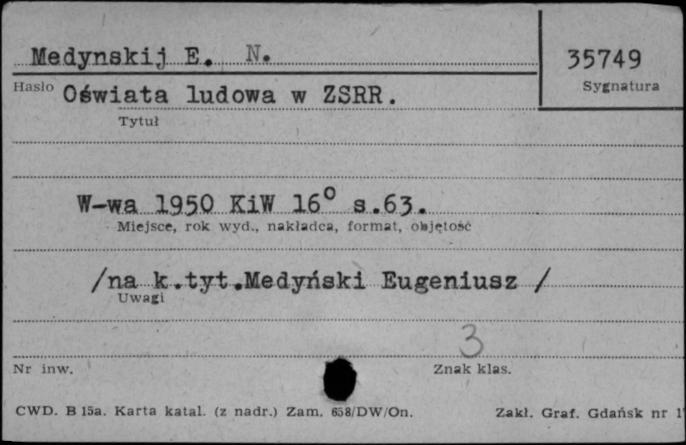 Medynskij E. N.
35749
Hasło Oświata ludowa w ZSRR.
Sygnatura
Tytuł
W-wa 1950 KiW 16° s.63.
Miejsce, rok wyd., nakładca, format, objętość
/na k.tyt.Medyński Eugeniusz /
Uwagi
3
Nr inw.
Znak klas.
CWD. B 15a. Karta katal. (z nadr.) Zam. 658/DW/On.
Zakł. Graf. Gdańsk nr